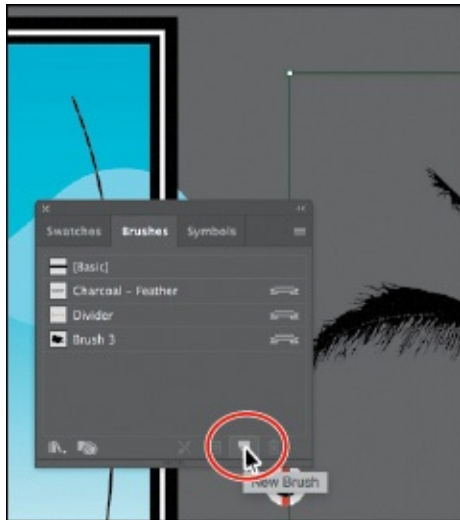 Swatches Brushes Symbols
[Basic]
Charcoal – Feather
Divider
Brush 3
New Brush